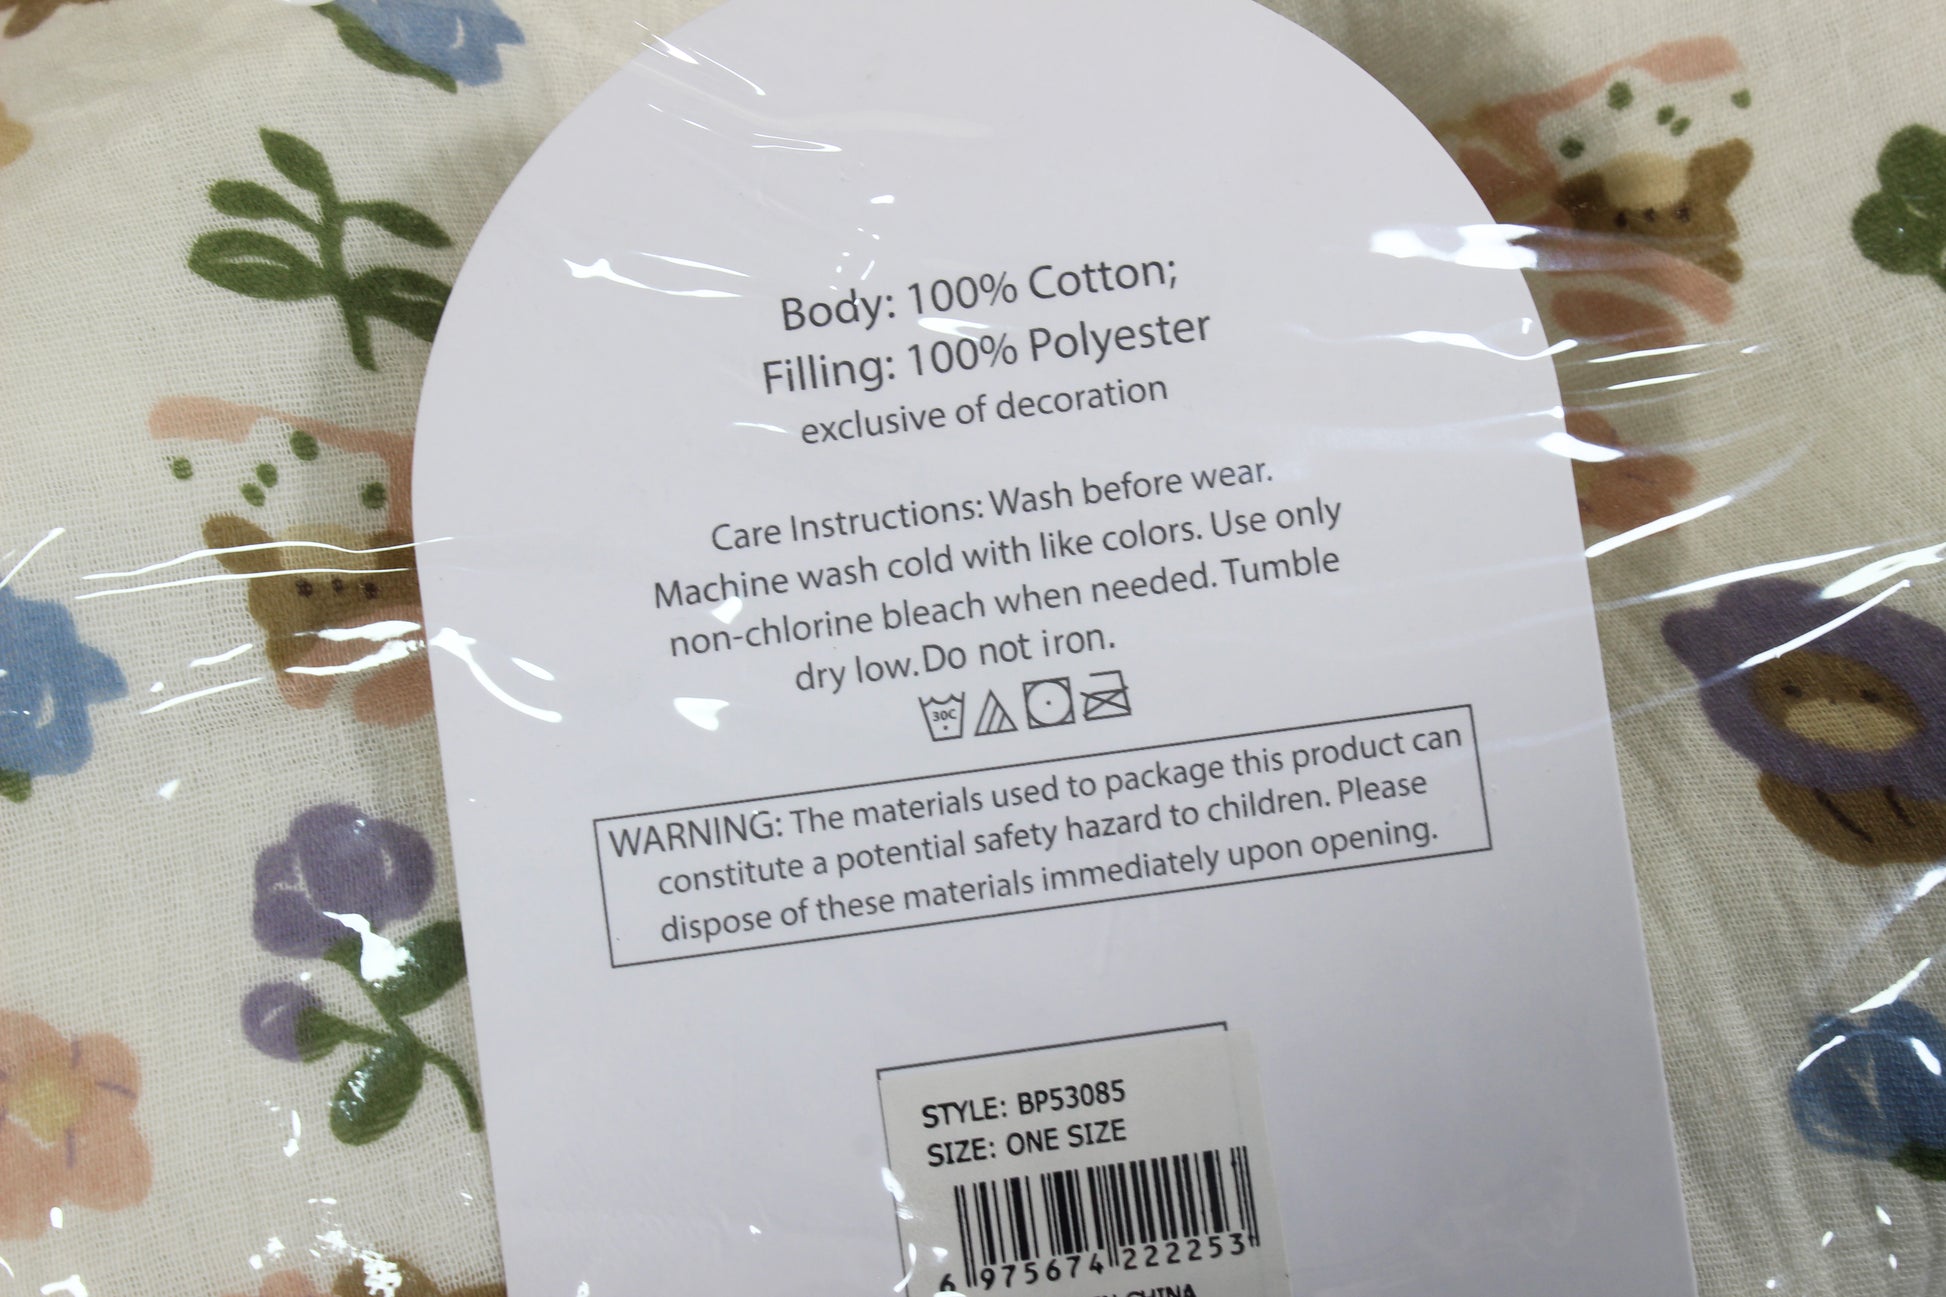 Body: 100% Cotton;
Filling: 100% Polyester
exclusive of decoration
Care Instructions: Wash before wear.
Machine wash cold with like colors. Use only
non-chlorine bleach when needed. Tumble
dry low.Do not iron.
30C
WARNING: The materials used to package this product can
constitute a potential safety hazard to children. Please
dispose of these materials immediately upon opening.
STYLE: BP53085
SIZE: ONE SIZE
6 975674 222253
CHINA